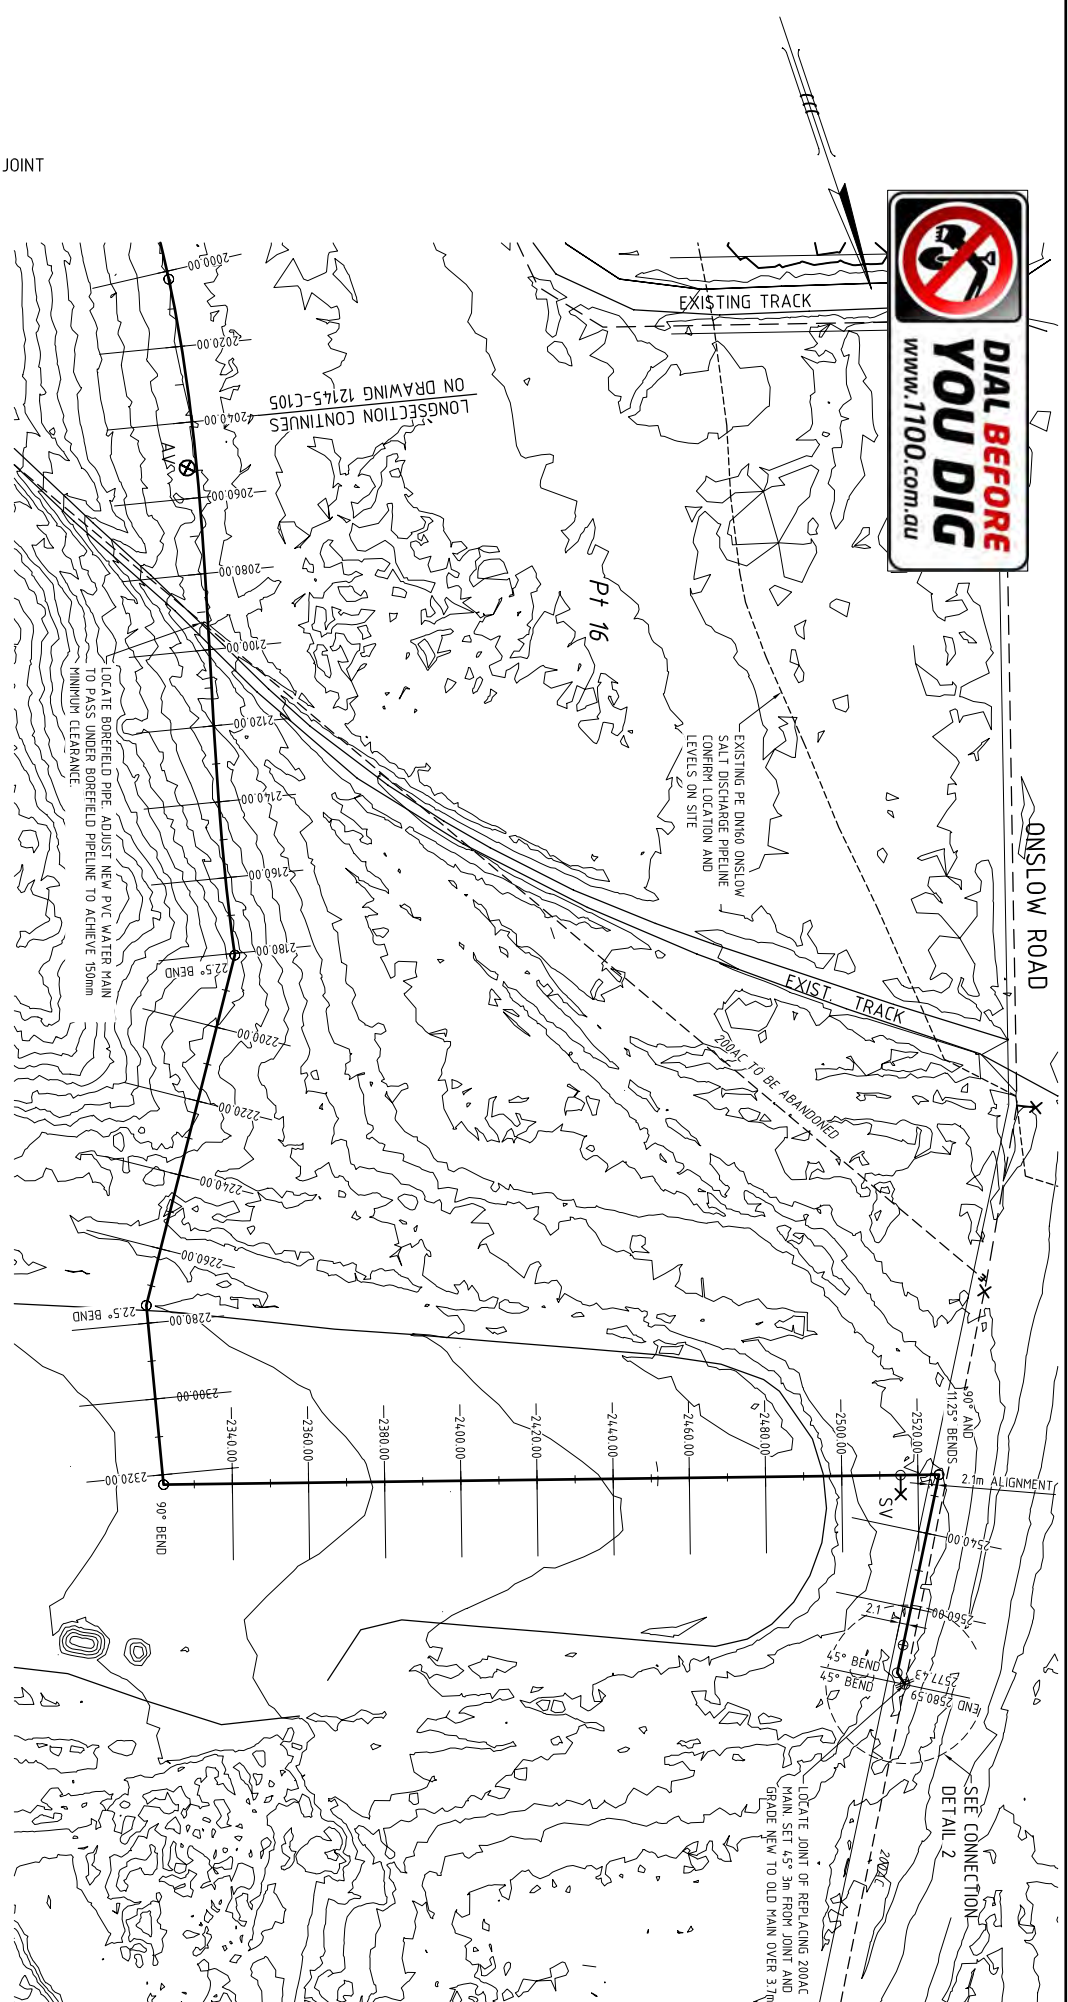 JOINT
DIAL BEFORE
YOU DIG
www.1100.com.au
EXISTING TRACK
2000.00
2020.00
2040.00
LONGSECTION CONTINUES
ON DRAWING 12145-C105
AV
2060.00
2080.00
2100.00
2120.00
2140.00
2160.00
2180.00
22.5° BEND
2200.00
2220.00
2240.00
2260.00
22.5° BEND
2280.00
2300.00
2320.00
90° BEND
Pt 16
EXISTING PE DN160 ONSLOW
SALT DISCHARGE PIPELINE
CONFIRM LOCATION AND
LEVELS ON SITE
LOCATE BOREFIELD PIPE. ADJUST NEW PVC WATER MAIN
TO PASS UNDER BOREFIELD PIPELINE TO ACHIEVE 150mm
MINIMUM CLEARANCE.
ONSLOW ROAD
EXIST. TRACK
200AC TO BE ABANDONED
2340.00
2360.00
2380.00
2400.00
2420.00
2440.00
2460.00
2480.00
2500.00
2520.00
90° AND
11.25° BENDS
2.1m ALIGNMENT
SV
2540.00
2560.00
2.1
45° BEND
45° BEND
2577.43
END 2580.59
SEE CONNECTION
DETAIL 2
LOCATE JOINT OF REPLACING 200AC
MAIN. SET 45° 3m FROM JOINT AND
GRADE NEW TO OLD MAIN OVER 3.7m
200AC